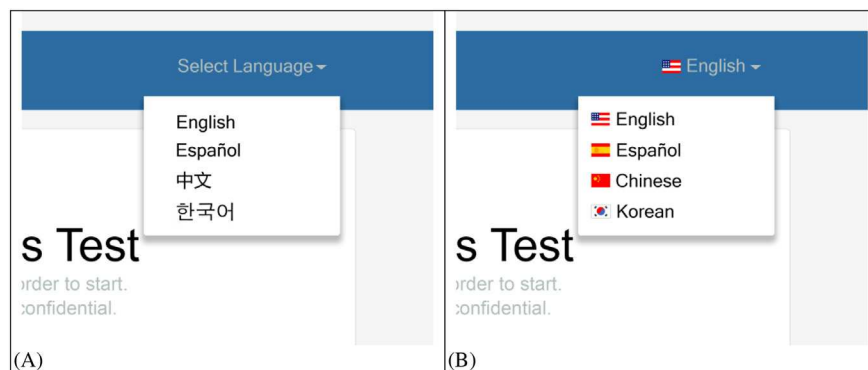 Select Language
English
Español
中文
한국어
s Test
order to start.
confidential.
(A)
English
English
Español
Chinese
Korean
s Test
order to start.
confidential.
(B)